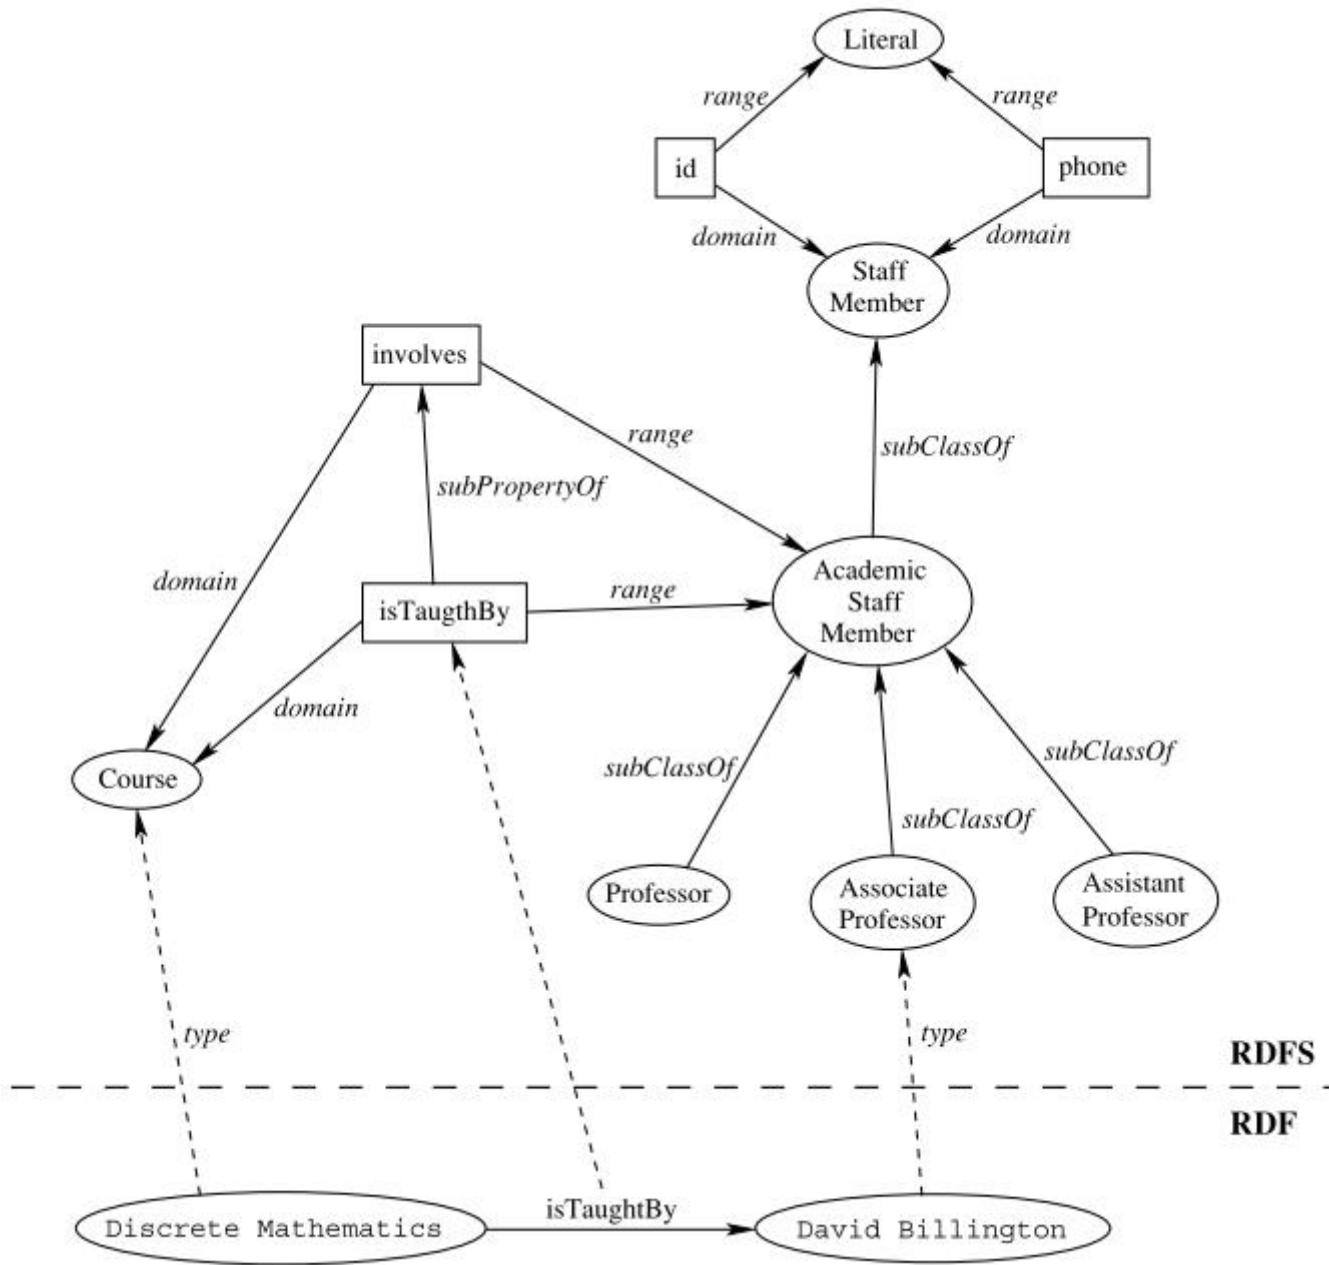 Literal
range
range
id
phone
domain
domain
Staff
Member
involves
range
subClassOf
subPropertyOf
domain
isTaugthBy
range
Academic
Staff
Member
domain
Course
subClassOf
subClassOf
subClassOf
Professor
Associate
Professor
Assistant
Professor
type
type
RDFS
RDF
Discrete Mathematics
isTaughtBy
David Billington